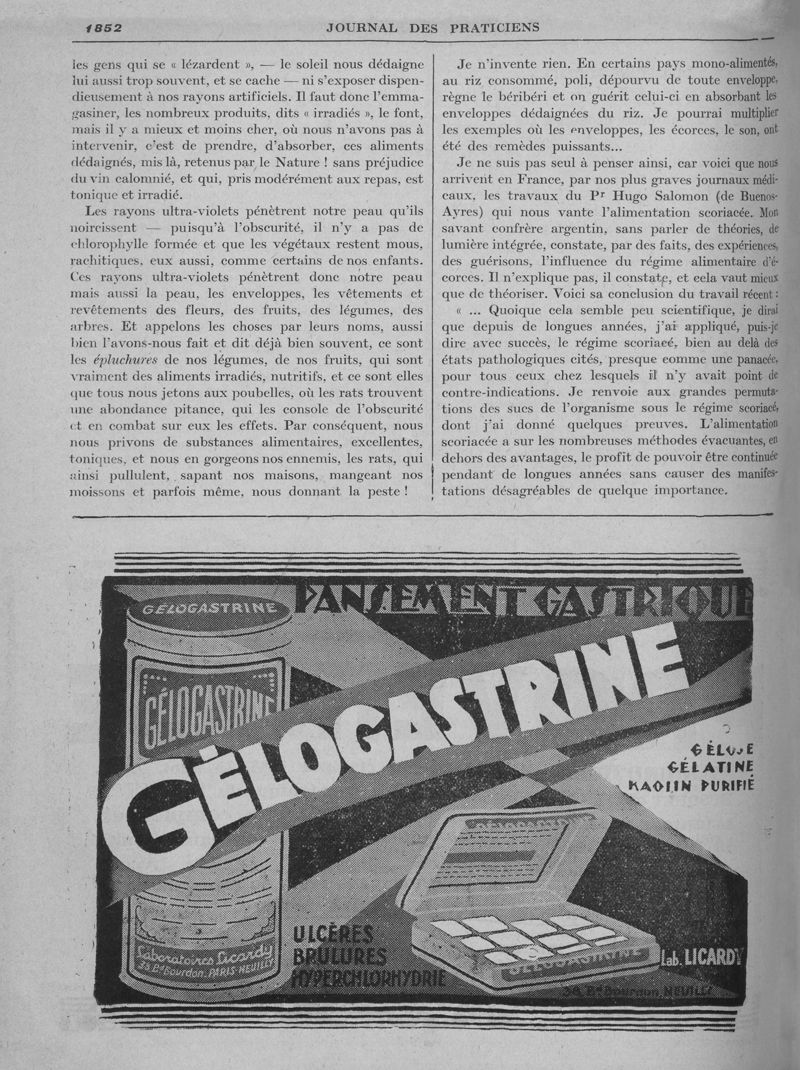 1852
JOURNAL DES PRATICIENS
les gens qui se « lézardent », — le soleil nous dédaigne
lui aussi trop souvent, et se cache — ni s'exposer dispen-
dieusement à nos rayons artificiels. Il faut donc l'emma-
gasiner, les nombreux produits, dits « irradiés », le font,
mais il y a mieux et moins cher, où nous n'avons pas à
intervenir, c'est de prendre, d'absorber, ces aliments
dédaignés, mis là, retenus par le Nature ! sans préjudice
du vin calomnié, et qui, pris modérément aux repas, est
tonique et irradié.
Les rayons ultra-violets pénètrent notre peau qu'ils
noircissent — puisqu'à l'obscurité, il n'y a pas de
chlorophylle formée et que les végétaux restent mous,
rachitiques, eux aussi, comme certains de nos enfants.
Ces rayons ultra-violets pénètrent donc notre peau
mais aussi la peau, les enveloppes, les vêtements et
revêtements des fleurs, des fruits, des légumes, des
arbres. Et appelons les choses par leurs noms, aussi
bien l'avons-nous fait et dit déjà bien souvent, ce sont
les épluchures de nos légumes, de nos fruits, qui sont
vraiment des aliments irradiés, nutritifs, et ce sont elles
que tous nous jetons aux poubelles, où les rats trouvent
une abondance pitance, qui les console de l'obscurité
et en combat sur eux les effets. Par conséquent, nous
nous privons de substances alimentaires, excellentes,
toniques, et nous en gorgeons nos ennemis, les rats, qui
ainsi pullulent, sapant nos maisons, mangeant nos
moissons et parfois même, nous donnant la peste !
Je n'invente rien. En certains pays mono-alimentés,
au riz consommé, poli, dépourvu de toute enveloppe,
règne le béribéri et on guérit celui-ci en absorbant les
enveloppes dédaignées du riz. Je pourrai multiplier
les exemples où les enveloppes, les écorces, le son, ont
été des remèdes puissants...
Je ne suis pas seul à penser ainsi, car voici que nous
arrivent en France, par nos plus graves journaux médi-
caux, les travaux du Pr Hugo Salomon (de Buenos-
Ayres) qui nous vante l'alimentation scoriacée. Mon
savant confrère argentin, sans parler de théories, de
lumière intégrée, constate, par des faits, des expériences,
des guérisons, l'influence du régime alimentaire d'é-
corces. Il n'explique pas, il constate, et cela vaut mieux
que de théoriser. Voici sa conclusion du travail récent :
« ... Quoique cela semble peu scientifique, je dirai
que depuis de longues années, j'ai appliqué, puis-je
dire avec succès, le régime scoriacé, bien au delà des
états pathologiques cités, presque comme une panacée,
pour tous ceux chez lesquels il n'y avait point de
contre-indications. Je renvoie aux grandes permuta-
tions des sucs de l'organisme sous le régime scoriacé,
dont j'ai donné quelques preuves. L'alimentation
scoriacée a sur les nombreuses méthodes évacuantes, en
dehors des avantages, le profit de pouvoir être continuée
pendant de longues années sans causer des manifes-
tations désagréables de quelque importance.
PANSEMENT GASTRIQUE
GÉLOGASTRINE
GÉLOGASTRINE
GÉLOGASTRINE
GÉLOSE
GÉLATINE
KAOLIN PURIFIÉ
GÉLOGASTRINE
ULCÈRES
BRULURES
HYPERCHLORHYDRIE
Laboratoires Licardy
38, Bd Bourdon. PARIS NEUILLY
GÉLOGASTRINE
Lab. LICARDY
38 Bd Bourdon NEUILLY